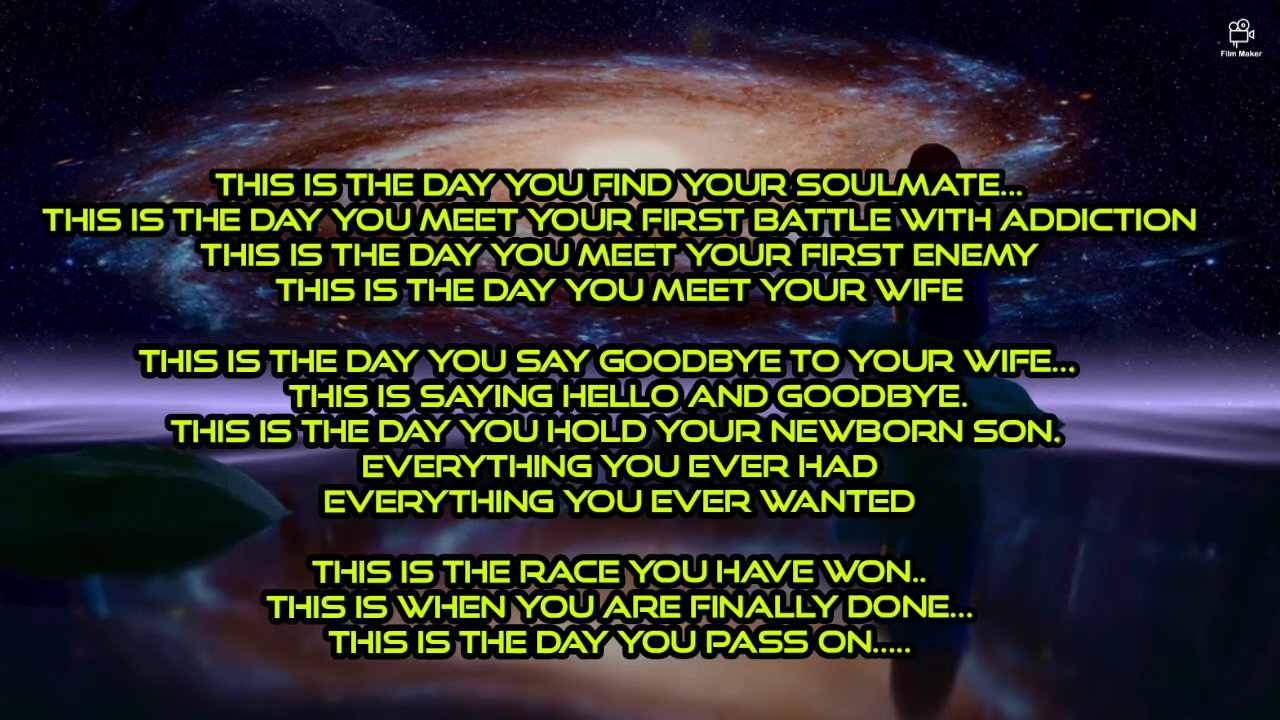 Film Maker
THIS IS THE DAY YOU FIND YOUR SOULMATE...
THIS IS THE DAY YOU MEET YOUR FIRST BATTLE WITH ADDICTION
THIS IS THE DAY YOU MEET YOUR FIRST ENEMY
THIS IS THE DAY YOU MEET YOUR WIFE
THIS IS THE DAY YOU SAY GOODBYE TO YOUR WIFE...
THIS IS SAYING HELLO AND GOODBYE.
THIS IS THE DAY YOU HOLD YOUR NEWBORN SON.
EVERYTHING YOU EVER HAD
EVERYTHING YOU EVER WANTED
THIS IS THE RACE YOU HAVE WON..
THIS IS WHEN YOU ARE FINALLY DONE...
THIS IS THE DAY YOU PASS ON.....